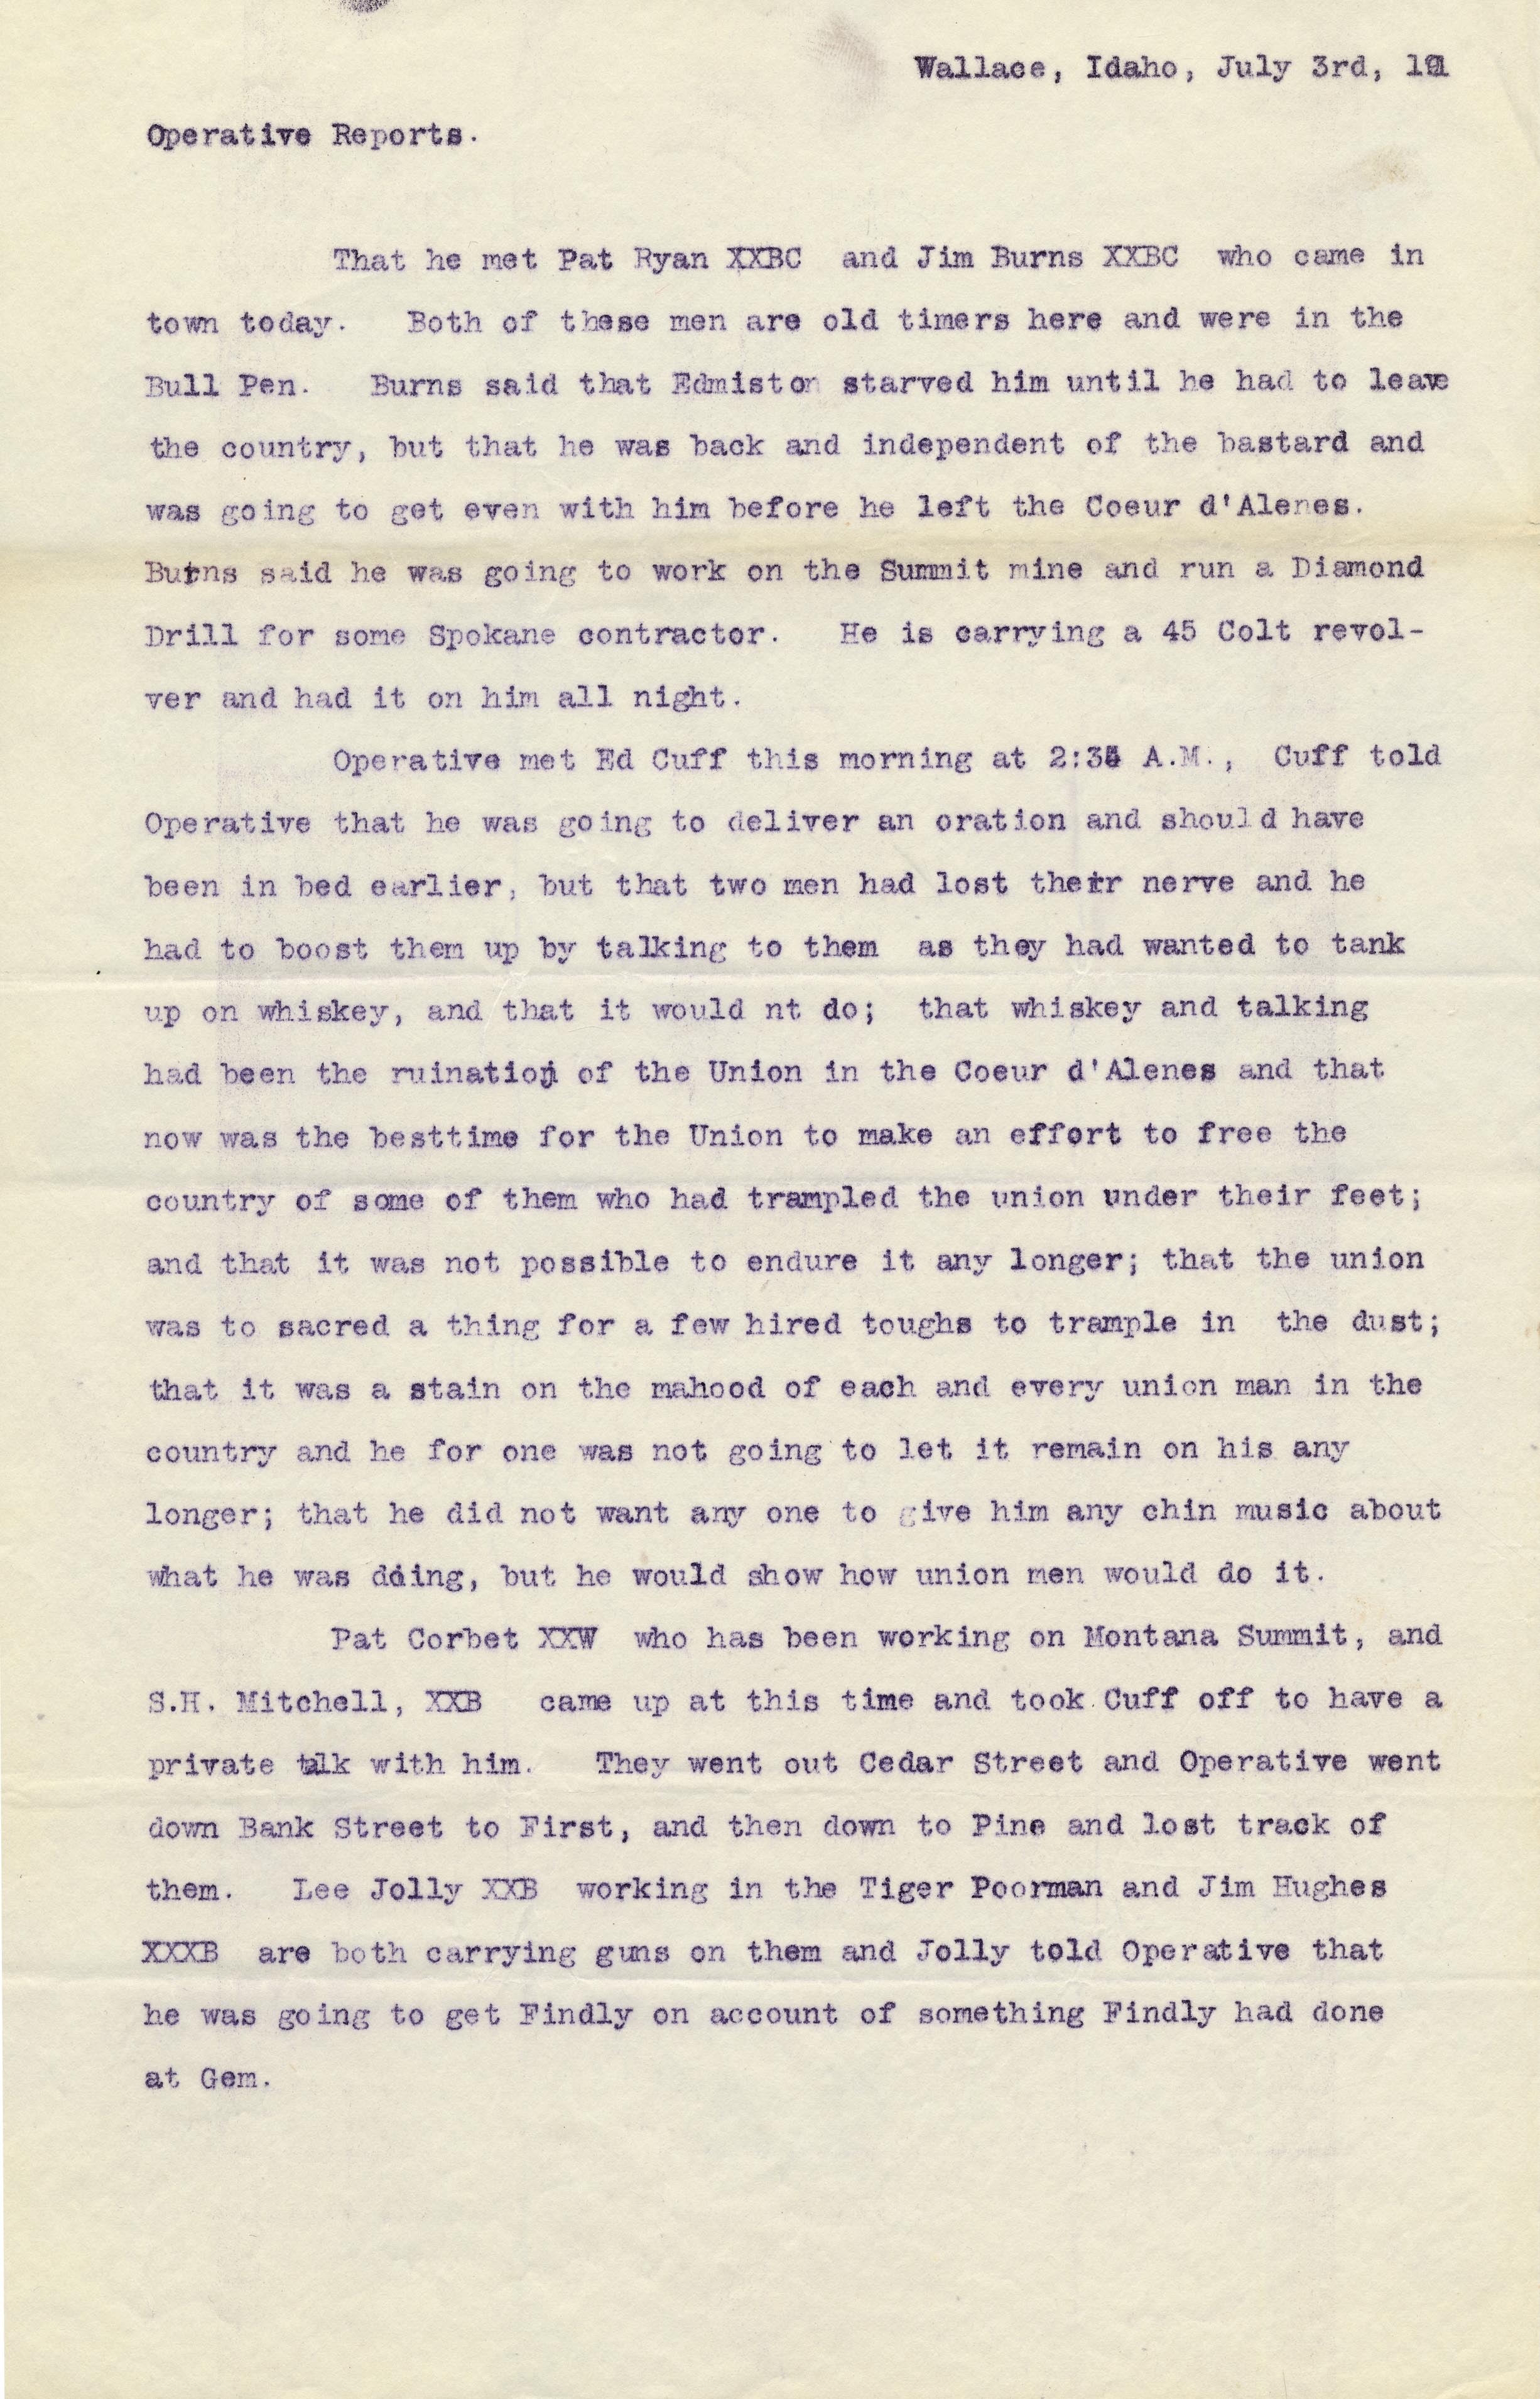 Wallace, Idaho, July 3rd, 191
Operative Reports.
That he met Pat Ryan XXBC and Jim Burns XXBC who came in
town today. Both of these men are old timers here and were in the
Bull Pen. Burns said that Edmiston starved him until he had to leave
the country, but that he was back and independent of the bastard and
was going to get even with him before he left the Coeur d'Alenes.
Burns said he was going to work on the Summit mine and run a Diamond
Drill for some Spokane contractor. He is carrying a 45 Colt revol-
ver and had it on him all night.
Operative met Ed Cuff this morning at A.M., Cuff told
Operative that he was going to deliver an oration and should have
been in bed earlier, but that two men had lost their nerve and he
had to boost them up by talking to them as they had wanted to tank
up on whiskey, and that it would nt do; that whiskey and talking
had been the ruination of the Union in the Coeur d'Alenes and that
now was the besttime for the Union to make an effort to free the
country of some of them who had trampled the union under their feet;
and that it was not possible to endure it any longer; that the union
was to sacred a thing for a few hired toughs to trample in the dust;
that it was a stain on the mahood of each and every union man in the
country and he for one was not going to let it remain on his any
longer; that he did not want any one to give him any chin music about
what he was doing, but he would show how union men would do it.
Pat Corbet XXW who has been working on Montana Summit, and
S.H. Mitchell, XXB came up at this time and took Cuff off to have a
private talk with him. They went out Cedar Street and Operative went
down Bank Street to First, and then down to Pine and lost track of
them. Lee Jolly XXB working in the Tiger Poorman and Jim Hughes
XXXB are both carrying guns on them and Jolly told Operative that
he was going to get Findly on account of something Findly had done
at Gem.